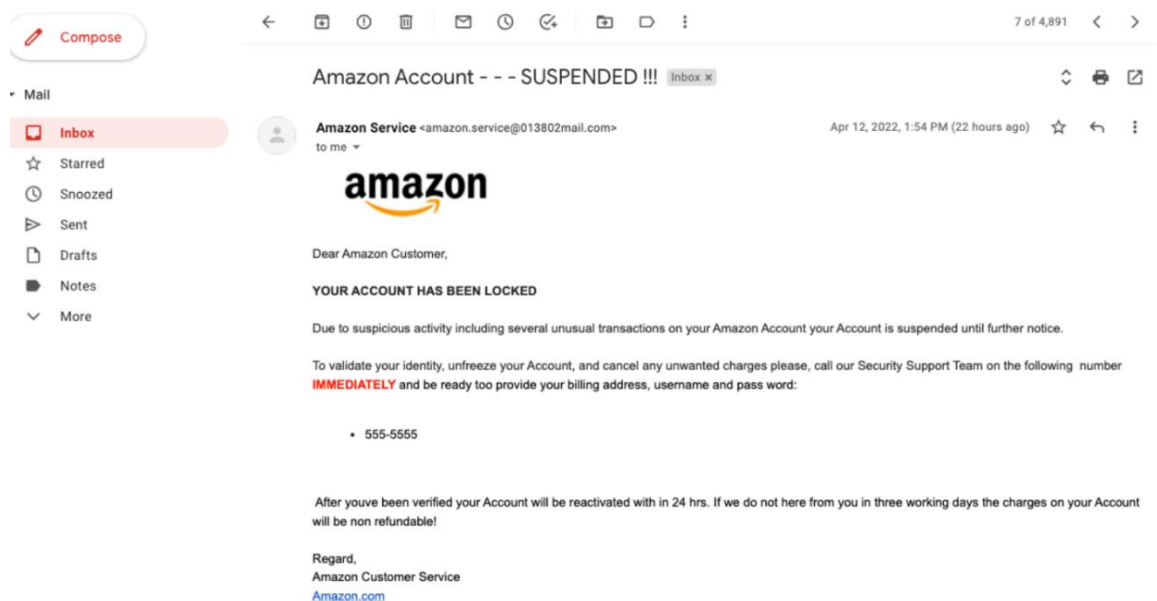 Compose
7 of 4,891
Mail
Inbox
Starred
Snoozed
Sent
Drafts
Notes
More
Amazon Account - - - SUSPENDED !!! Inbox x
Amazon Service <amazon.service@013802mail.com> Apr 12, 2022, 1:54 PM (22 hours ago)
to me
amazon
Dear Amazon Customer,
YOUR ACCOUNT HAS BEEN LOCKED
Due to suspicious activity including several unusual transactions on your Amazon Account your Account is suspended until further notice.
To validate your identity, unfreeze your Account, and cancel any unwanted charges please, call our Security Support Team on the following number
IMMEDIATELY and be ready too provide your billing address, username and pass word:
• 555-5555
After youve been verified your Account will be reactivated with in 24 hrs. If we do not here from you in three working days the charges on your Account
will be non refundable!
Regard,
Amazon Customer Service
Amazon.com